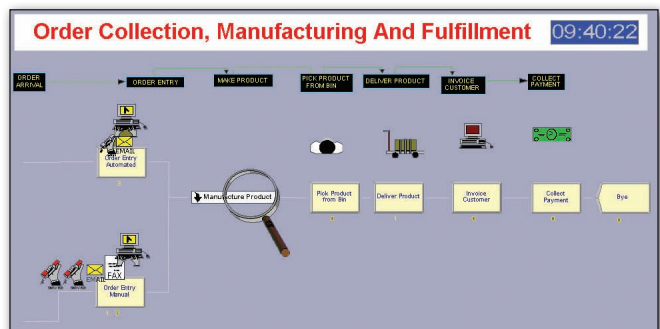 Order Collection, Manufacturing And Fulfillment
09:40:22
ORDER
ARRIVAL
ORDER ENTRY
MAKE PRODUCT
PICK PRODUCT
FROM BIN
DELIVER PRODUCT
INVOICE
CUSTOMER
COLLECT
PAYMENT
EMAIL
Order Entry
Automated
Manufacture Product
Pick Product
from Bin
Deliver Product
Invoice
Customer
Collect
Payment
Bye
EMAIL
FAX
Order Entry
Manual